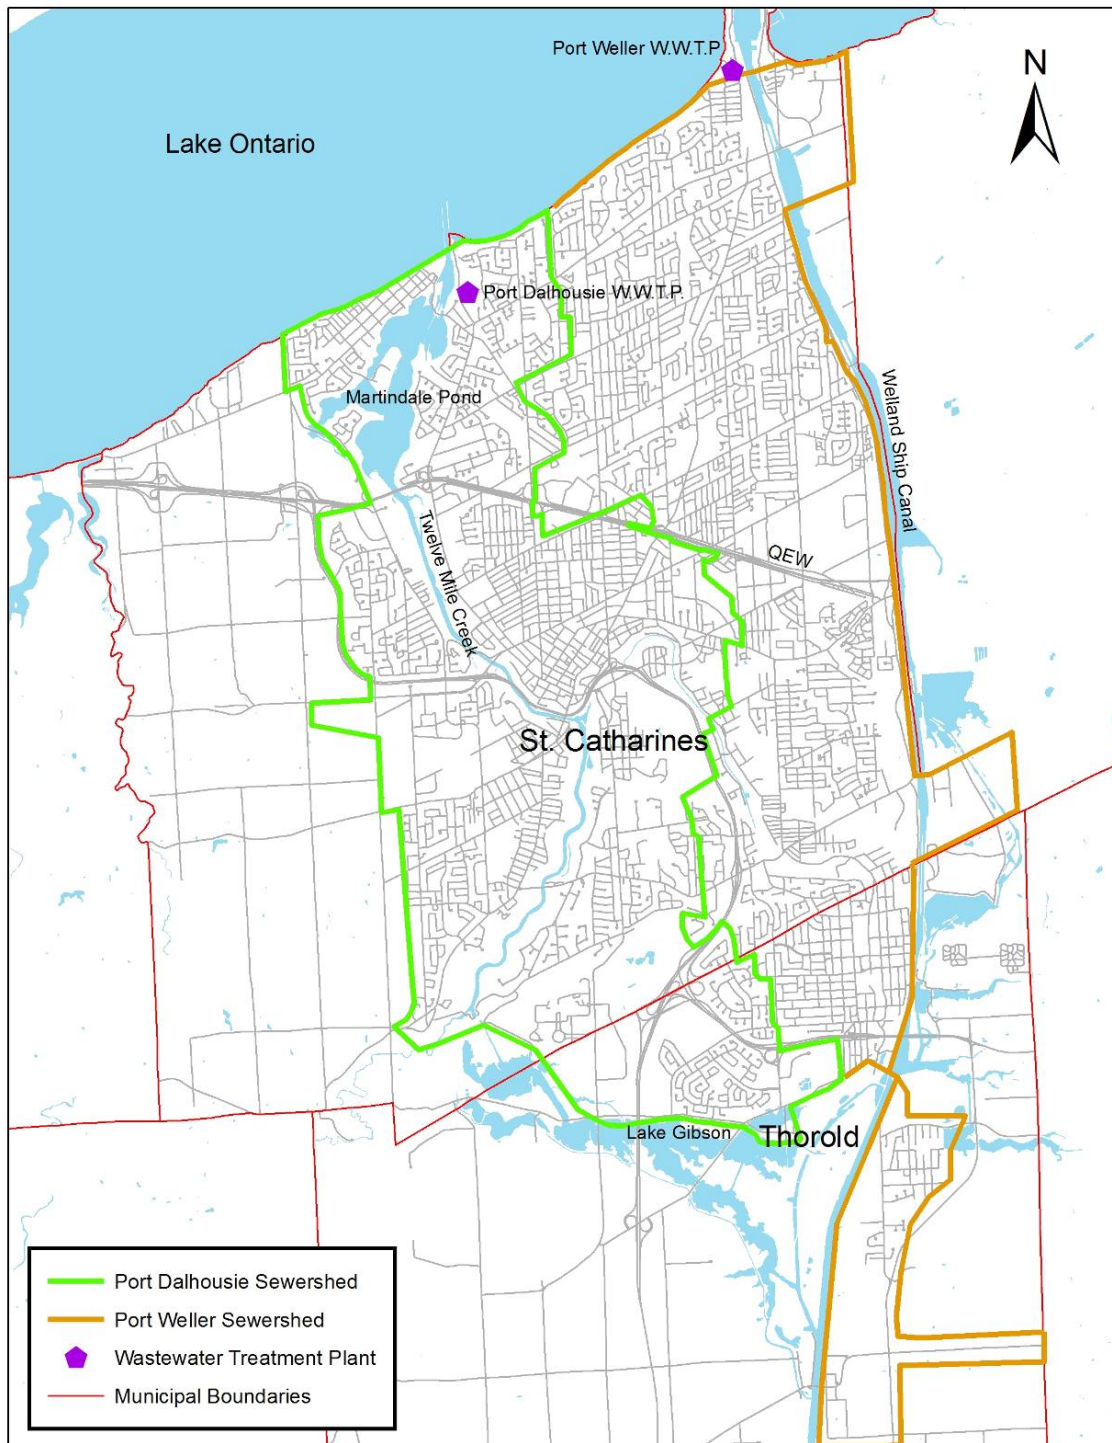 Port Weller W.W.T.P
N
Lake Ontario
Port Dalhousie W.W.T.P.
Martindale Pond
Welland Ship Canal
Twelve Mile Creek
QEW
St. Catharines
Lake Gibson
Thorold
Port Dalhousie Sewershed
Port Weller Sewershed
Wastewater Treatment Plant
Municipal Boundaries